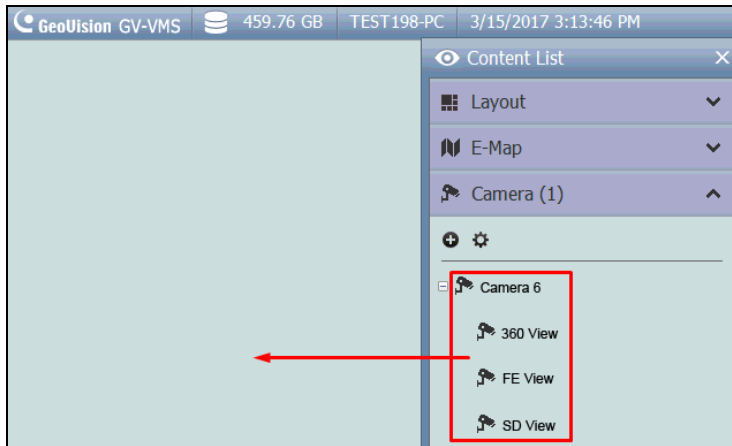 GeoVision GV-VMS 459.76 GB TEST198-PC 3/15/2017 3:13:46 PM
Content List
Layout
E-Map
Camera (1)
Camera 6
360 View
FE View
SD View